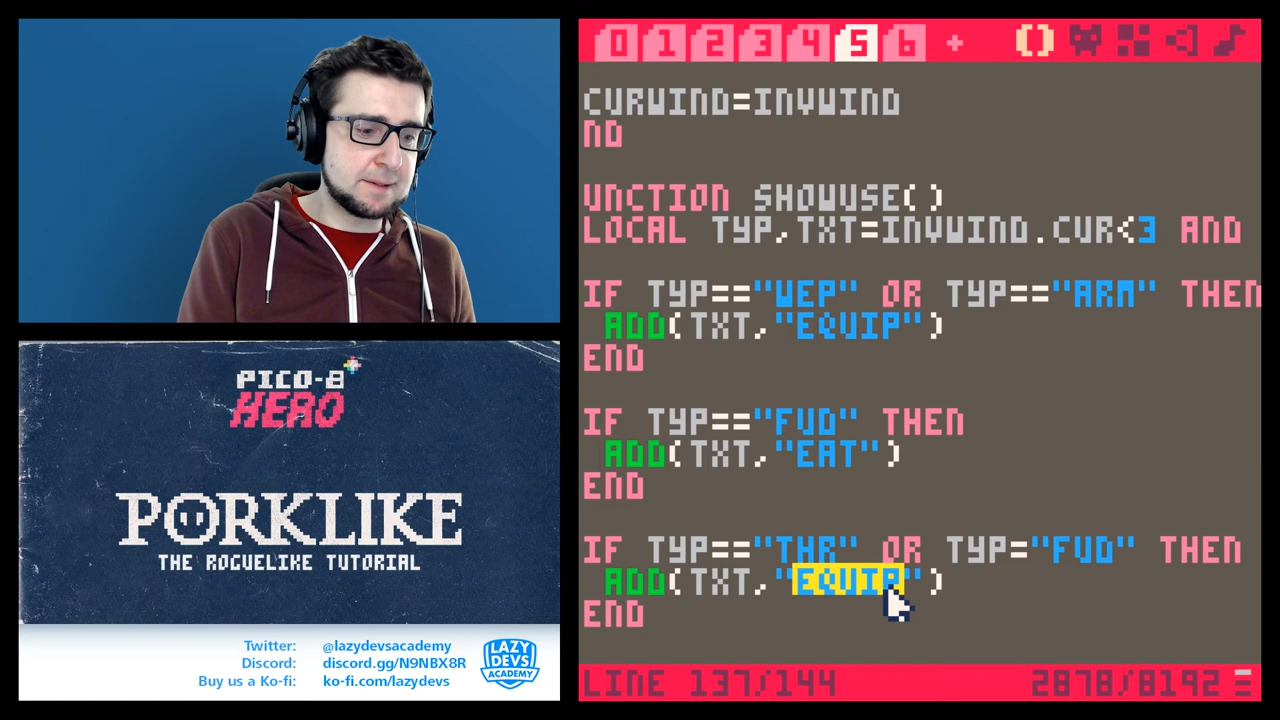 0 1 2 3 4 5 6 +
CURWIND=INVWIND
ND
UNCTION SHOWUSE()
LOCAL TYP,TXT=INVWIND.CUR<3 AND
IF TYP=="WEP" OR TYP=="ARM" THEN
ADD(TXT,"EQUIP")
END
IF TYP=="FUD" THEN
ADD(TXT,"EAT")
END
IF TYP=="THR" OR TYP="FUD" THEN
ADD(TXT,"EQUIP")
END
LINE 137/144 2878/8192
PICO-8
HERO
PORKLIKE
THE ROGUELIKE TUTORIAL
Twitter: @lazydevsacademy
Discord: discord.gg/N9NBX8R
Buy us a Ko-fi: ko-fi.com/lazydevs
LAZY
DEVS
ACADEMY